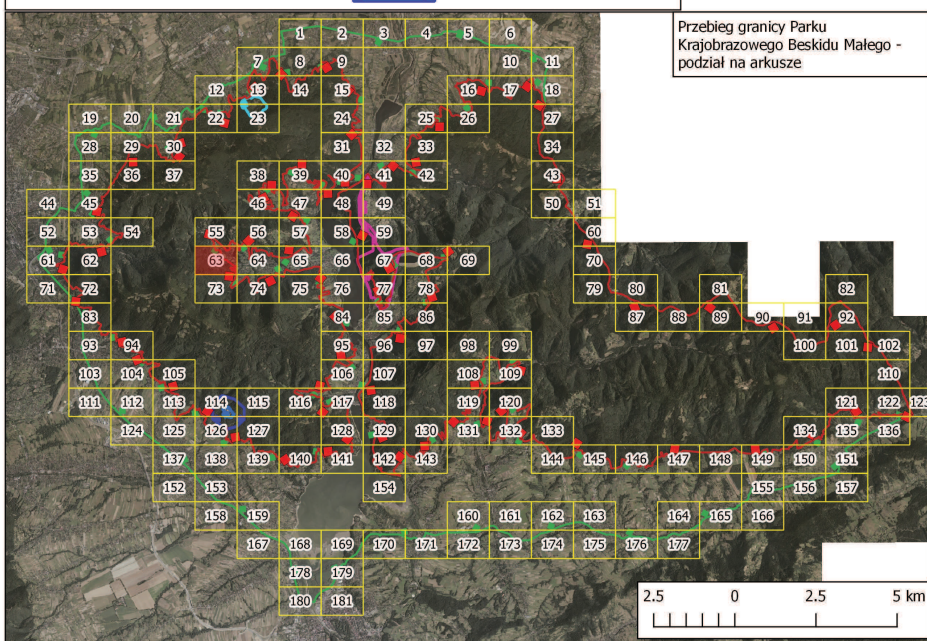 Przebieg granicy Parku
Krajobrazowego Beskidu Małego -
podział na arkusze
1 2 3 4 5 6
7 8 9 10 11
12 13 14 15 16 17 18
19 20 21 22 23 24 25 26 27
28 29 30 31 32 33 34
35 36 37 38 39 40 41 42 43
44 45 46 47 48 49 50 51
52 53 54 55 56 57 58 59 60
61 62 63 64 65 66 67 68 69 70
71 72 73 74 75 76 77 78 79 80 81 82
83 84 85 86 87 88 89 90 91 92
93 94 95 96 97 98 99 100 101 102
103 104 105 106 107 108 109 110
111 112 113 114 115 116 117 118 119 120 121 122 123
124 125 126 127 128 129 130 131 132 133 134 135 136
137 138 139 140 141 142 143 144 145 146 147 148 149 150 151
152 153 154 155 156 157
158 159 160 161 162 163 164 165 166
167 168 169 170 171 172 173 174 175 176 177
178 179
180 181
2.5 0 2.5 5 km